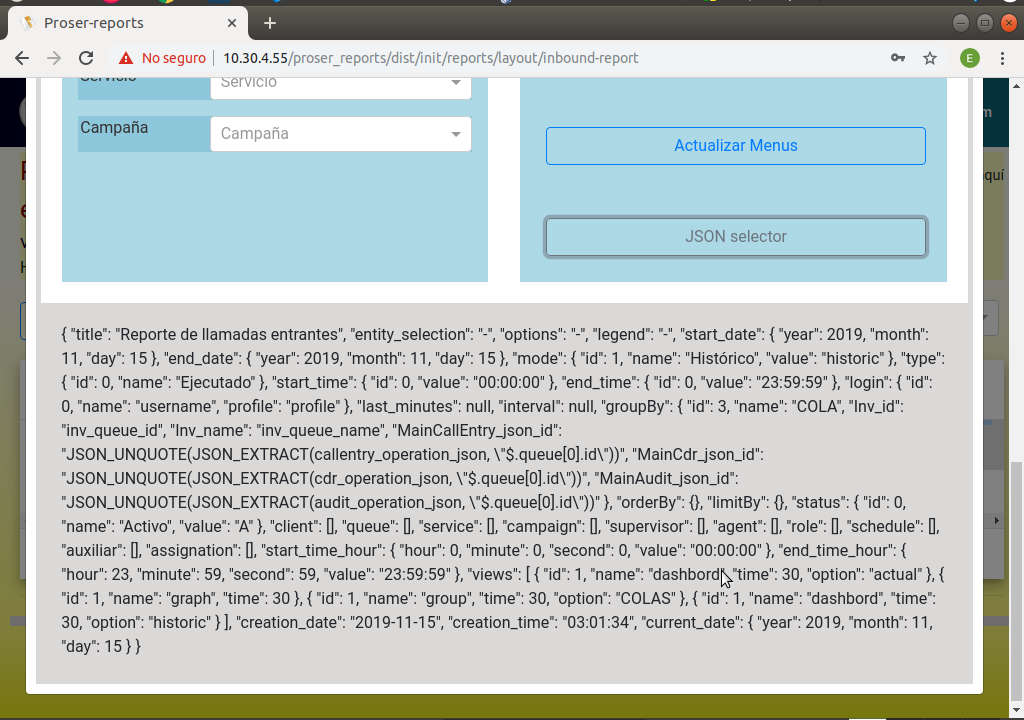 Proser-reports
No seguro
10.30.4.55/proser_reports/dist/init/reports/layout/inbound-report
E
Servicio
Servicio
Campaña
Campaña
Actualizar Menus
JSON selector
m
aquí
{ "title": "Reporte de llamadas entrantes", "entity_selection": "-", "options": "-", "legend": "-", "start_date": { "year": 2019, "month":
11, "day": 15 }, "end_date": { "year": 2019, "month": 11, "day": 15 }, "mode": { "id": 1, "name": "Histórico", "value": "historic" }, "type":
{ "id": 0, "name": "Ejecutado" }, "start_time": { "id": 0, "value": "00:00:00" }, "end_time": { "id": 0, "value": "23:59:59" }, "login": { "id":
0, "name": "username", "profile": "profile" }, "last_minutes": null, "interval": null, "groupBy": { "id": 3, "name": "COLA", "Inv_id":
"inv_queue_id", "Inv_name": "inv_queue_name", "MainCallEntry_json_id":
"JSON_UNQUOTE(JSON_EXTRACT(callentry_operation_json, \"$.queue[0].id\"))", "MainCdr_json_id":
"JSON_UNQUOTE(JSON_EXTRACT(cdr_operation_json, \"$.queue[0].id\"))", "MainAudit_json_id":
"JSON_UNQUOTE(JSON_EXTRACT(audit_operation_json, \"$.queue[0].id\"))" }, "orderBy": {}, "limitBy": {}, "status": { "id": 0,
"name": "Activo", "value": "A" }, "client": [], "queue": [], "service": [], "campaign": [], "supervisor": [], "agent": [], "role": [], "schedule": [],
"auxiliar": [], "assignation": [], "start_time_hour": { "hour": 0, "minute": 0, "second": 0, "value": "00:00:00" }, "end_time_hour": {
"hour": 23, "minute": 59, "second": 59, "value": "23:59:59" }, "views": [ { "id": 1, "name": "dashbord", "time": 30, "option": "actual" }, {
"id": 1, "name": "graph", "time": 30 }, { "id": 1, "name": "group", "time": 30, "option": "COLAS" }, { "id": 1, "name": "dashbord", "time":
30, "option": "historic" } ], "creation_date": "2019-11-15", "creation_time": "03:01:34", "current_date": { "year": 2019, "month": 11,
"day": 15 } }